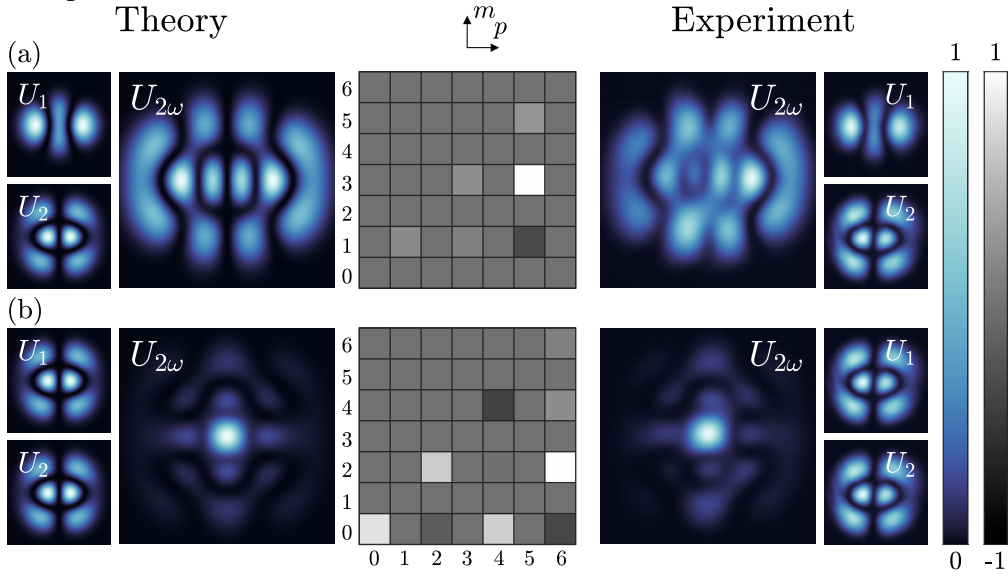 Theory
m
p
Experiment
(a)
1 1
U1
U2ω
6
5
4
3
2
1
0
U2ω
U1
U2
U2
(b)
U1
U2ω
6
5
4
3
2
1
0
U2ω
U1
U2
U2
0 1 2 3 4 5 6
0 -1